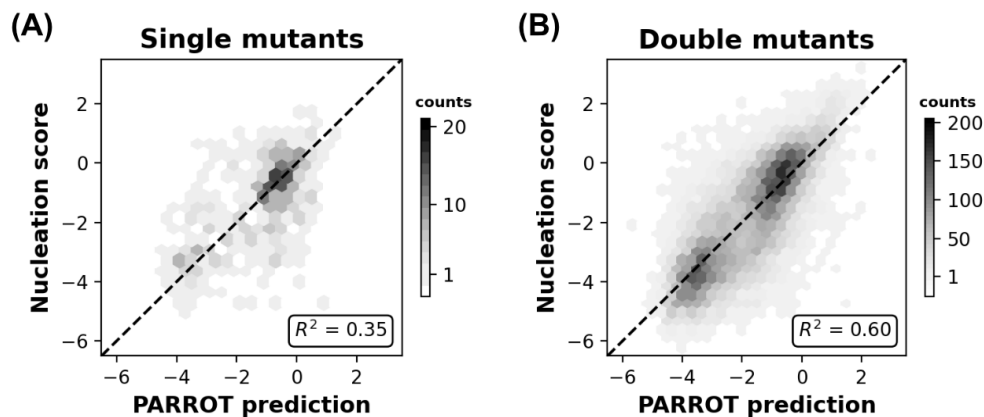 (A)
Single mutants
Nucleation score
2
0
−2
−4
−6
−6 −4 −2 0 2
PARROT prediction
counts
20
10
1
R² = 0.35
(B)
Double mutants
Nucleation score
2
0
−2
−4
−6
−6 −4 −2 0 2
PARROT prediction
counts
200
150
100
50
1
R² = 0.60